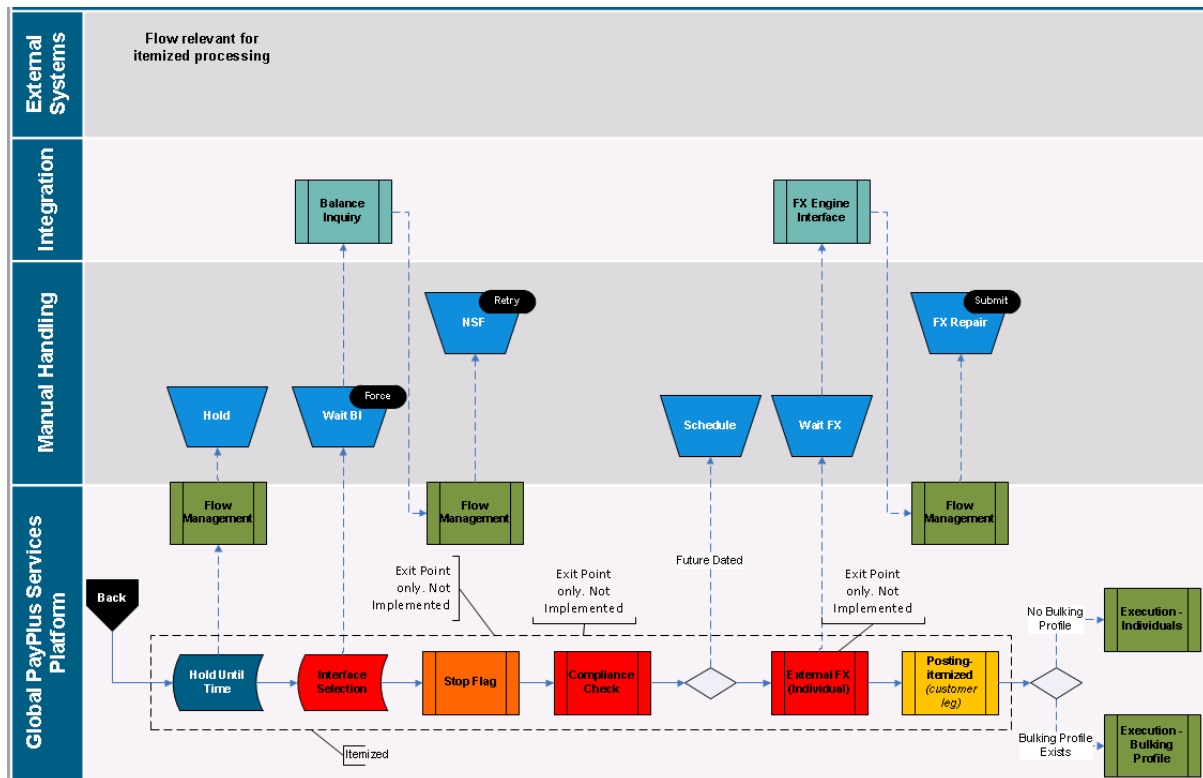 External
Systems
Flow relevant for
itemized processing
Integration
Balance
Inquiry
FX Engine
Interface
Manual Handling
Retry
NSF
Submit
FX Repair
Hold
Force
Wait BI
Schedule
Wait FX
Global PayPlus Services
Platform
Flow
Management
Flow
Management
Flow
Management
Future Dated
Exit Point
only. Not
Implemented
Exit Point
only. Not
Implemented
Exit Point
only. Not
Implemented
Back
No Bulking
Profile
Execution -
Individuals
Hold Until
Time
Interface
Selection
Stop Flag
Compliance
Check
External FX
(Individual)
Posting-
itemized
(customer
leg)
Bulking Profile
Exists
Execution -
Bulking
Profile
Itemized